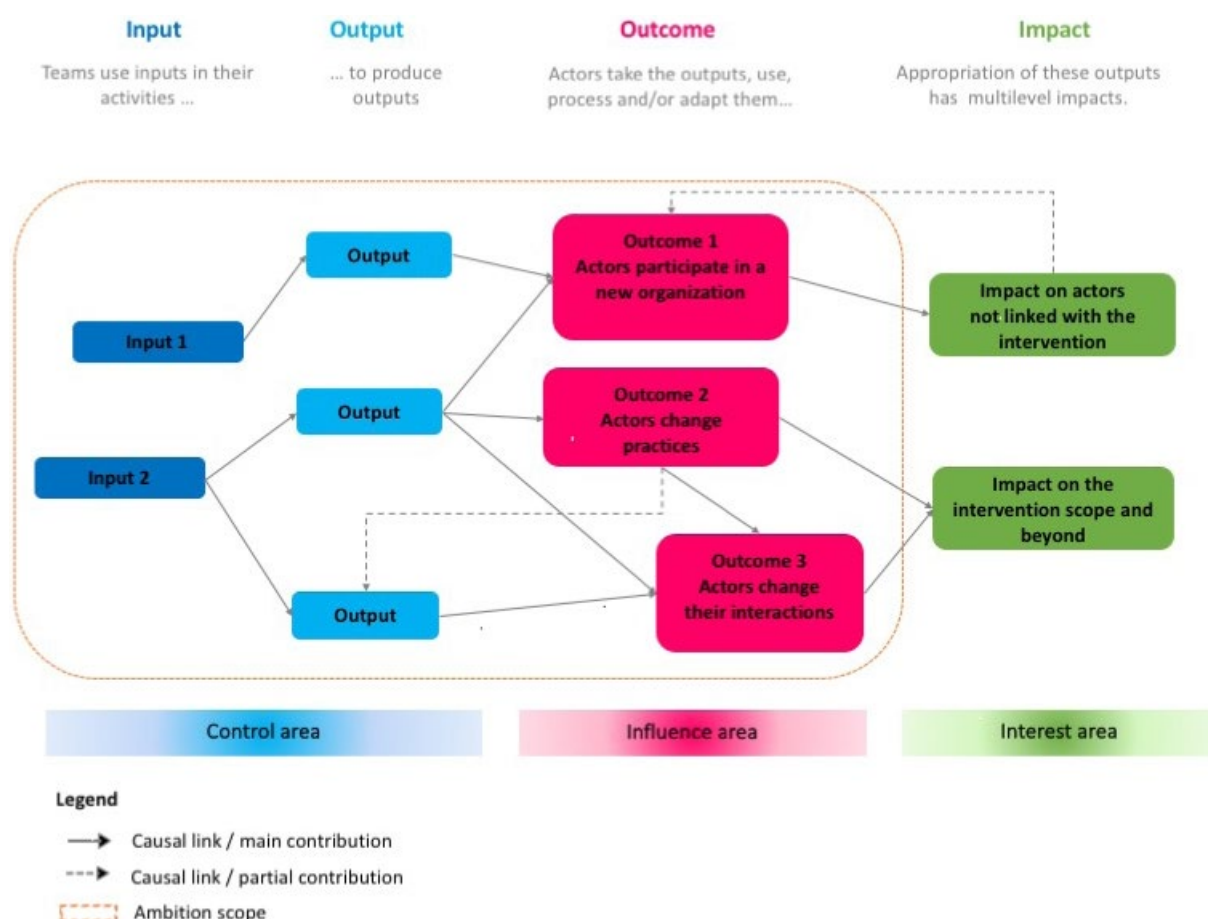 Input
Output
Outcome
Impact
Teams use inputs in their
activities ...
... to produce
outputs
Actors take the outputs, use,
process and/or adapt them...
Appropriation of these outputs
has multilevel impacts.
Output
Outcome 1
Actors participate in a
new organization
Impact on actors
not linked with the
intervention
Input 1
Output
Outcome 2
Actors change
practices
Input 2
Impact on the
intervention scope and
beyond
Output
Outcome 3
Actors change
their interactions
Control area
Influence area
Interest area
Legend
Causal link / main contribution
Causal link / partial contribution
Ambition scope